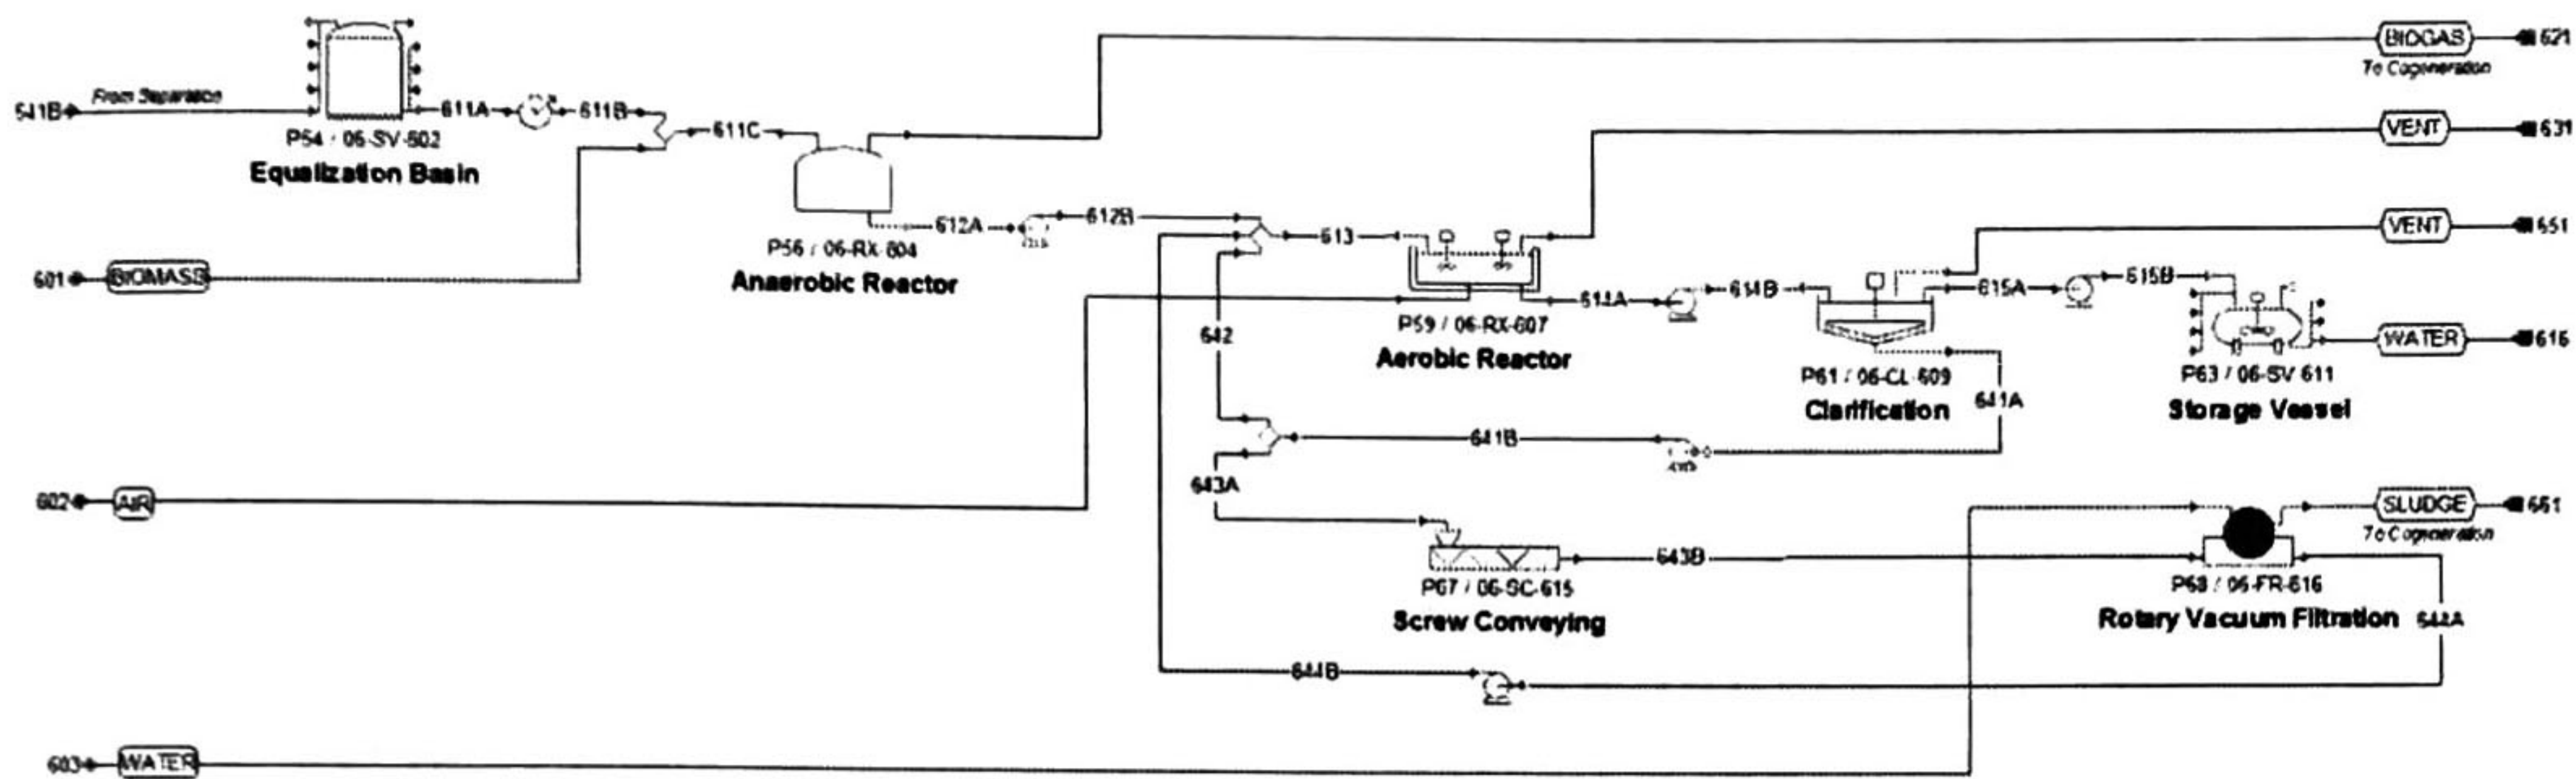 BIOGAS
621
To Cogeneration
541B
From Separation
611A
611B
611C
P54 / 06-SV-602
Equalization Basin
VENT
631
612A
612B
613
P56 / 06-RX-604
Anaerobic Reactor
VENT
651
601
BIOMASS
614A
614B
615A
615B
P59 / 06-RX-607
Aerobic Reactor
642
WATER
616
P61 / 06-CL-609
Clarification
641A
P63 / 06-SV-611
Storage Vessel
641B
643A
602
AIR
SLUDGE
661
To Cogeneration
643B
P67 / 06-SC-615
Screw Conveying
P68 / 06-FR-616
Rotary Vacuum Filtration
644A
644B
603
WATER